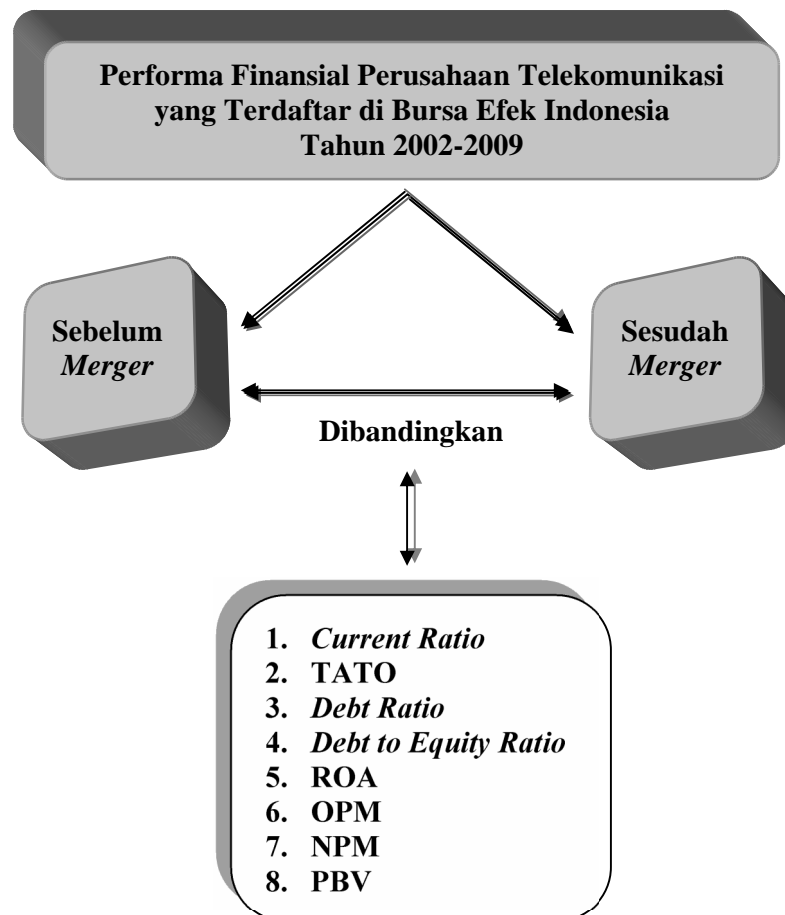 Performa Finansial Perusahaan Telekomunikasi
yang Terdaftar di Bursa Efek Indonesia
Tahun 2002-2009
Sebelum
Merger
Sesudah
Merger
Dibandingkan
1. Current Ratio
2. TATO
3. Debt Ratio
4. Debt to Equity Ratio
5. ROA
6. OPM
7. NPM
8. PBV